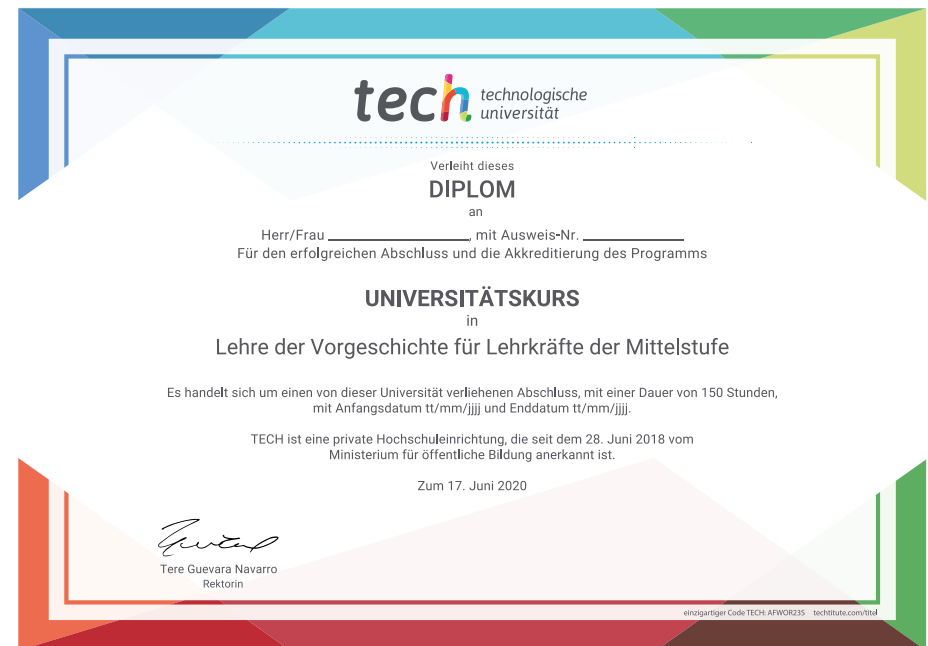 tech technologische
universität
Verleiht dieses
DIPLOM
an
Herr/Frau ____________________, mit Ausweis-Nr. ______________
Für den erfolgreichen Abschluss und die Akkreditierung des Programms
UNIVERSITÄTSKURS
in
Lehre der Vorgeschichte für Lehrkräfte der Mittelstufe
Es handelt sich um einen von dieser Universität verliehenen Abschluss, mit einer Dauer von 150 Stunden,
mit Anfangsdatum tt/mm/jjjj und Enddatum tt/mm/jjjj.
TECH ist eine private Hochschuleinrichtung, die seit dem 28. Juni 2018 vom
Ministerium für öffentliche Bildung anerkannt ist.
Zum 17. Juni 2020
Tere Guevara Navarro
Rektorin
einzigartiger Code TECH: AFWOR23S techtitute.com/titel